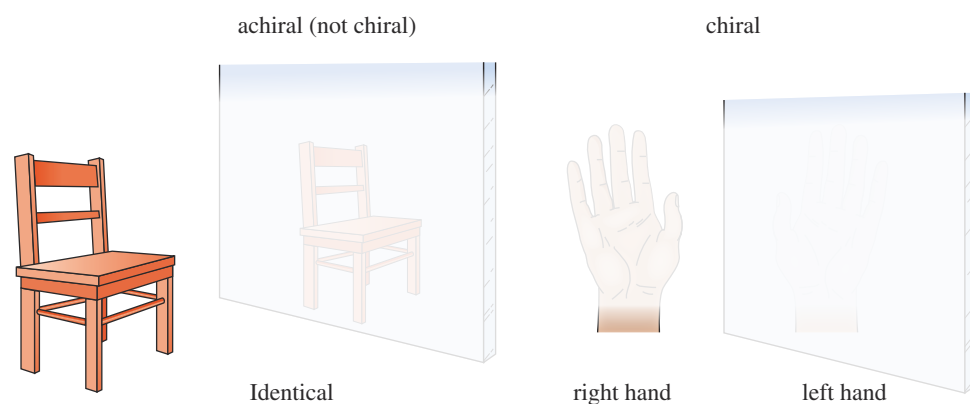 achiral (not chiral)
chiral
Identical
right hand
left hand